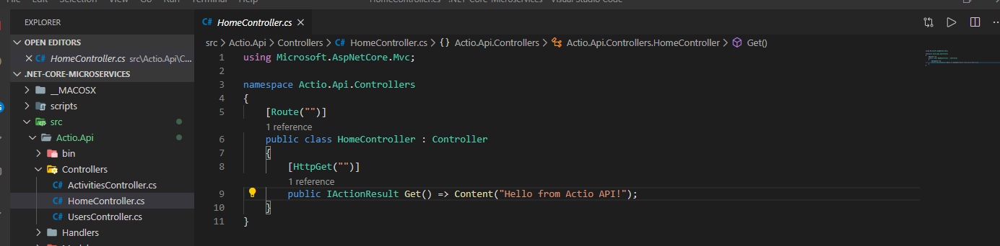 File Edit Selection View Go Run Terminal Help HomeController.cs - .NET-Core-Microservices - Visual Studio Code
EXPLORER
OPEN EDITORS
HomeController.cs src\Actio.Api\C...
.NET-CORE-MICROSERVICES
__MACOSX
scripts
src
Actio.Api
bin
Controllers
C# ActivitiesController.cs
C# HomeController.cs
C# UsersController.cs
Handlers
C# HomeController.cs
src > Actio.Api > Controllers > C# HomeController.cs > {} Actio.Api.Controllers > Actio.Api.Controllers.HomeController > Get()
1 using Microsoft.AspNetCore.Mvc;
2
3 namespace Actio.Api.Controllers
4 {
5 [Route("")]
1 reference
6 public class HomeController : Controller
7 {
8 [HttpGet("")]
1 reference
9 public IActionResult Get() => Content("Hello from Actio API!");
10 }
11 }